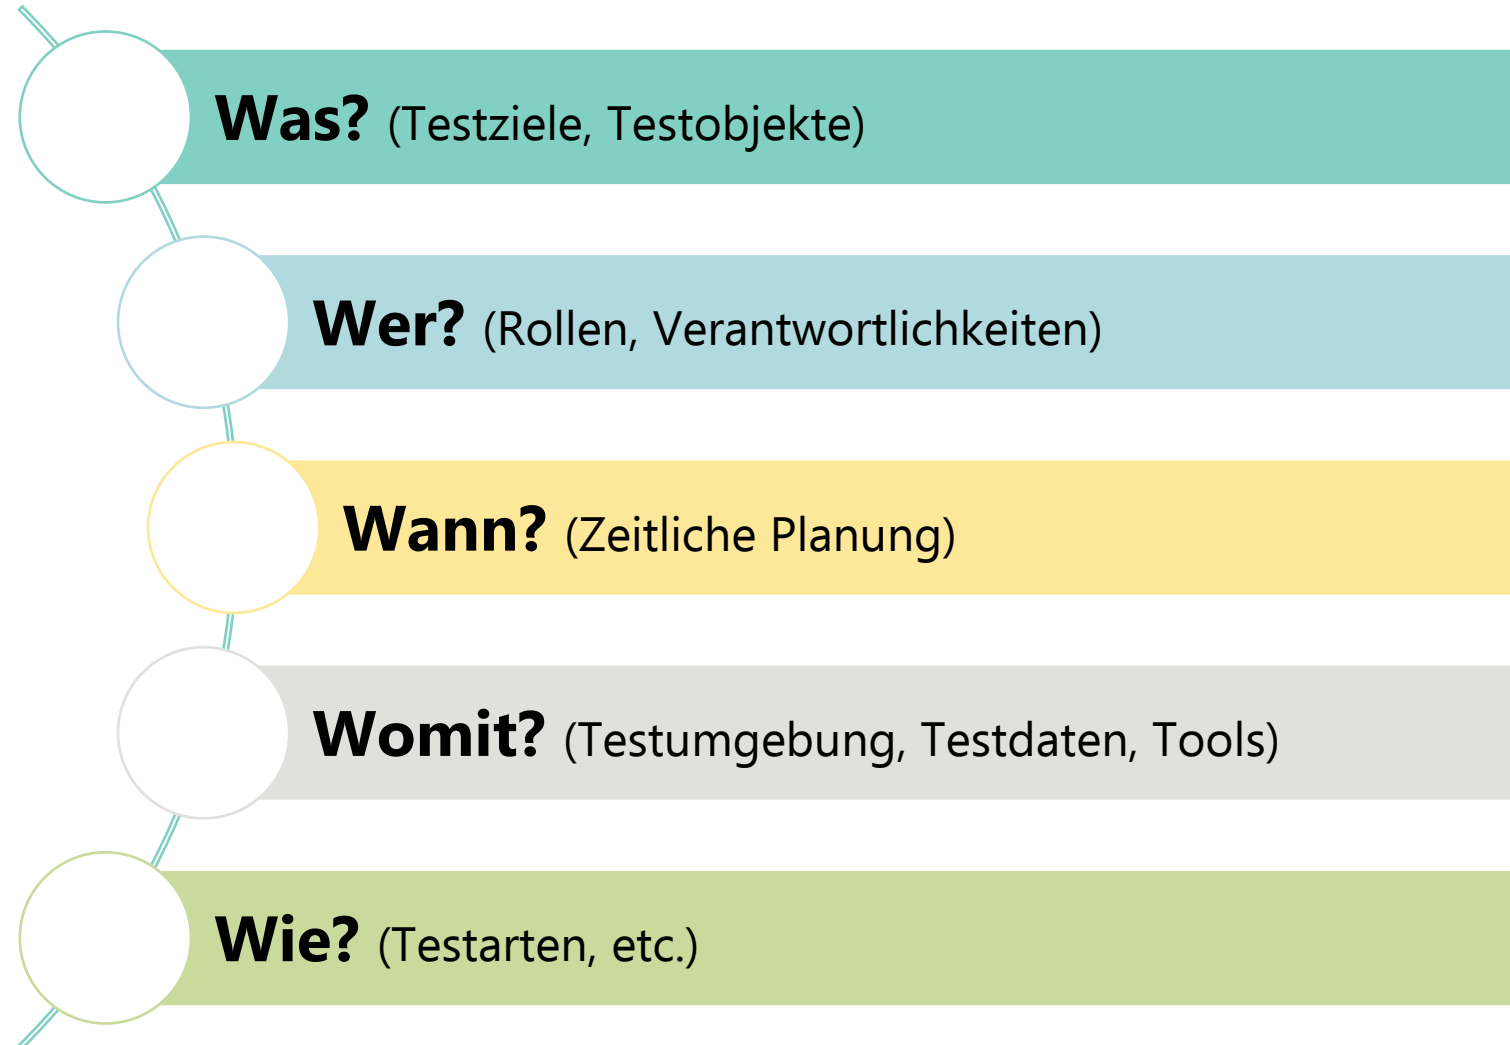 Was? (Testziele, Testobjekte)
Wer? (Rollen, Verantwortlichkeiten)
Wann? (Zeitliche Planung)
Womit? (Testumgebung, Testdaten, Tools)
Wie? (Testarten, etc.)